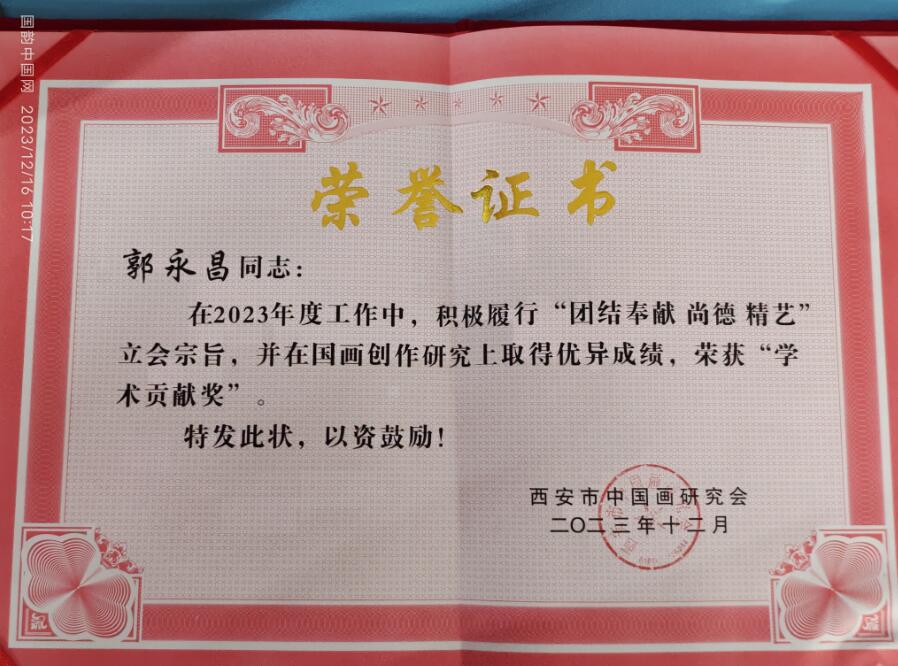 国韵中国网 2023/12/16 10:17
荣誉证书
郭永昌同志：
在2023年度工作中，积极履行“团结奉献 尚德 精艺”
立会宗旨，并在国画创作研究上取得优异成绩，荣获“学
术贡献奖”。
特发此状，以资鼓励！
西安市中国画研究会
二〇二三年十二月